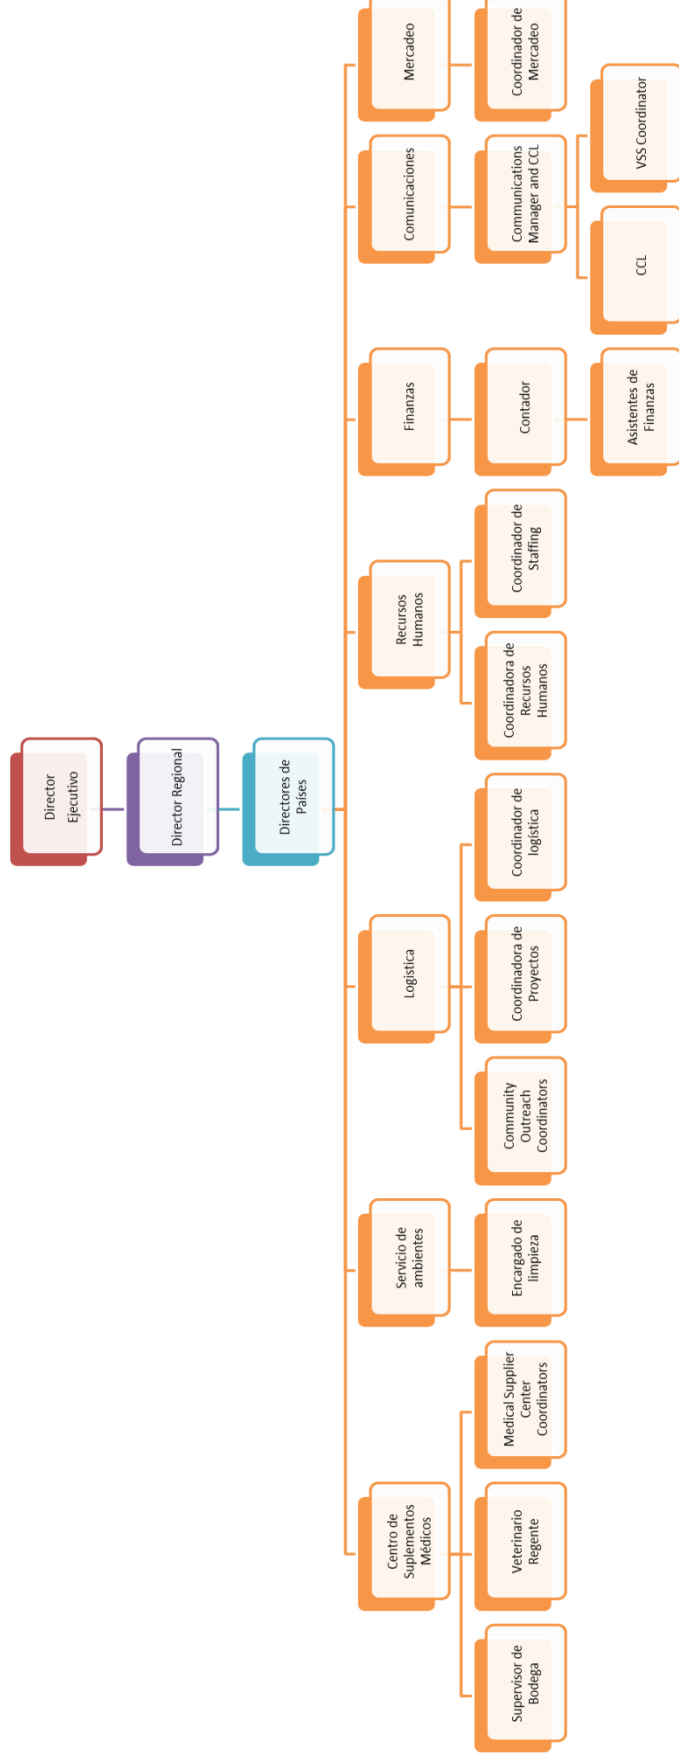 Director
Ejecutivo
Director Regional
Directores de
Países
Centro de
Suplementos
Médicos
Supervisor de
Bodega
Veterinario
Regente
Medical Supplier
Center
Coordinators
Servicio de
ambientes
Encargado de
limpieza
Logística
Community
Outreach
Coordinators
Coordinadora de
Proyectos
Coordinador de
logística
Recursos
Humanos
Coordinadora de
Recursos
Humanos
Coordinador de
Staffing
Finanzas
Contador
Asistentes de
Finanzas
Comunicaciones
Communications
Manager and CCL
CCL
VSS Coordinator
Mercadeo
Coordinador de
Mercadeo